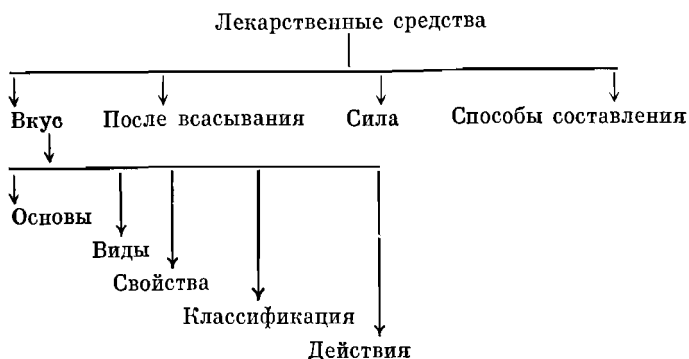 Лекарственные средства
Вкус После всасывания Сила Способы составления
Основы
Виды
Свойства
Классификация
Действия